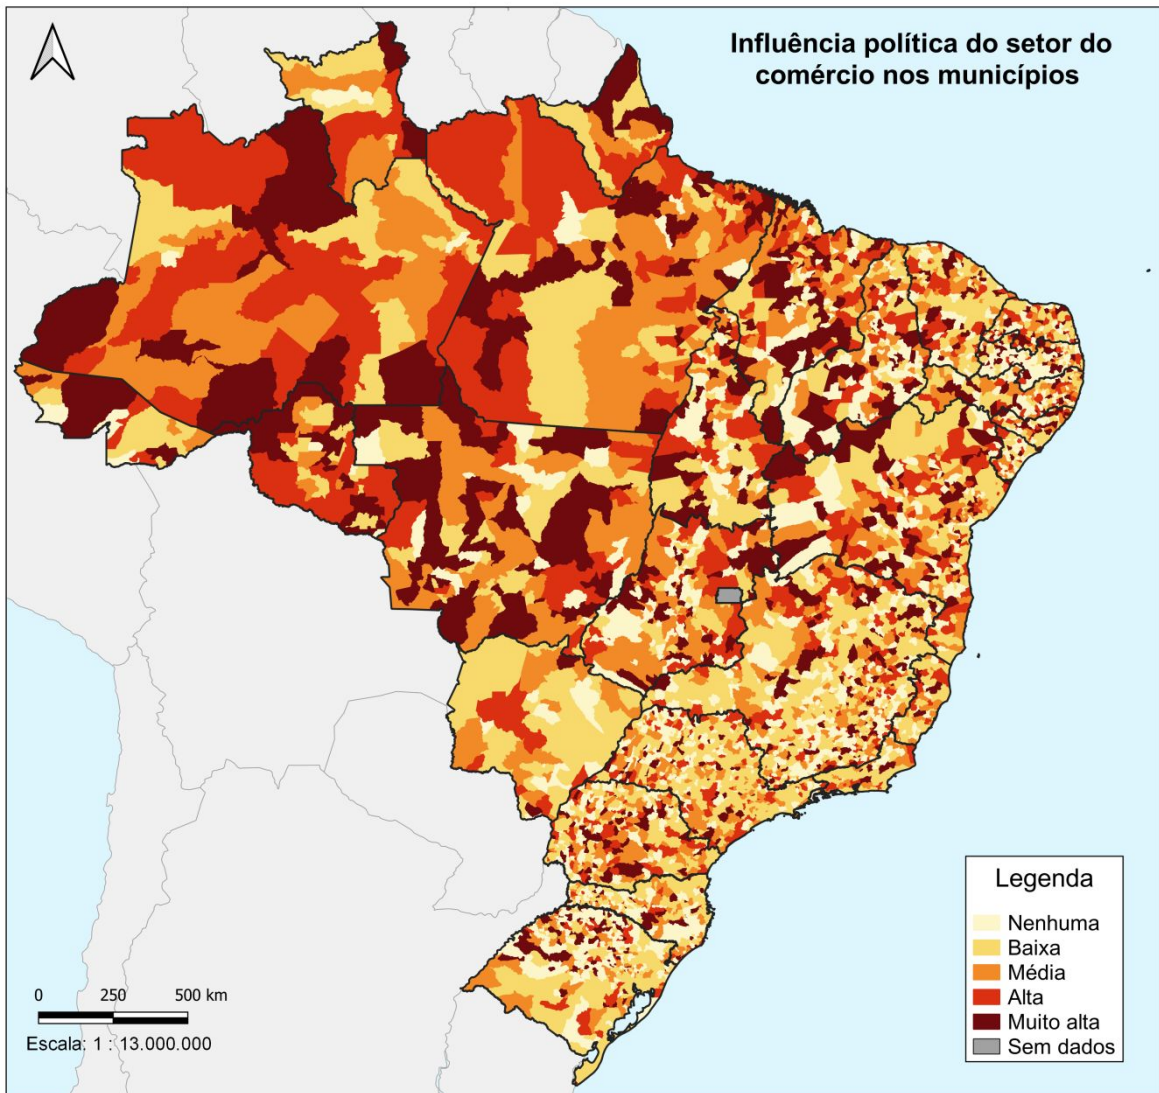 Influência política do setor do
comércio nos municípios
Legenda
Nenhuma
Baixa
Média
Alta
Muito alta
Sem dados
0 250 500 km
Escala: 1 : 13.000.000